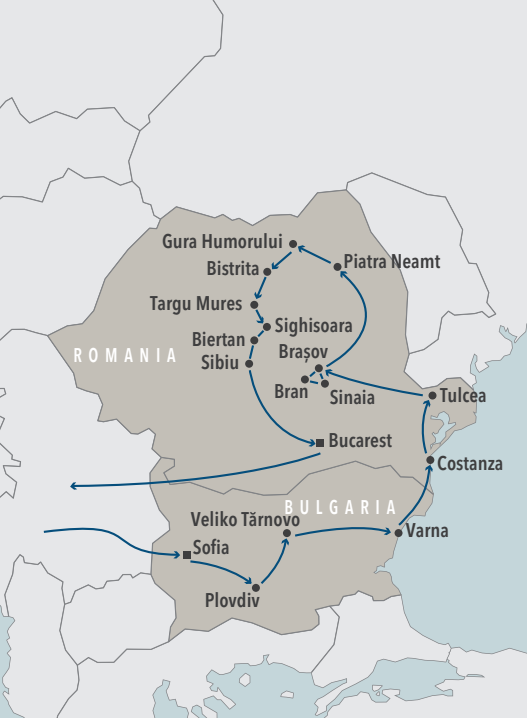 Gura Humorului
Piatra Neamt
Bistrita
Targu Mures
Sighisoara
Biertan
Brașov
ROMANIA
Sibiu
Bran
Sinaia
Tulcea
Bucarest
Costanza
BULGARIA
Veliko Tărnovo
Varna
Sofia
Plovdiv